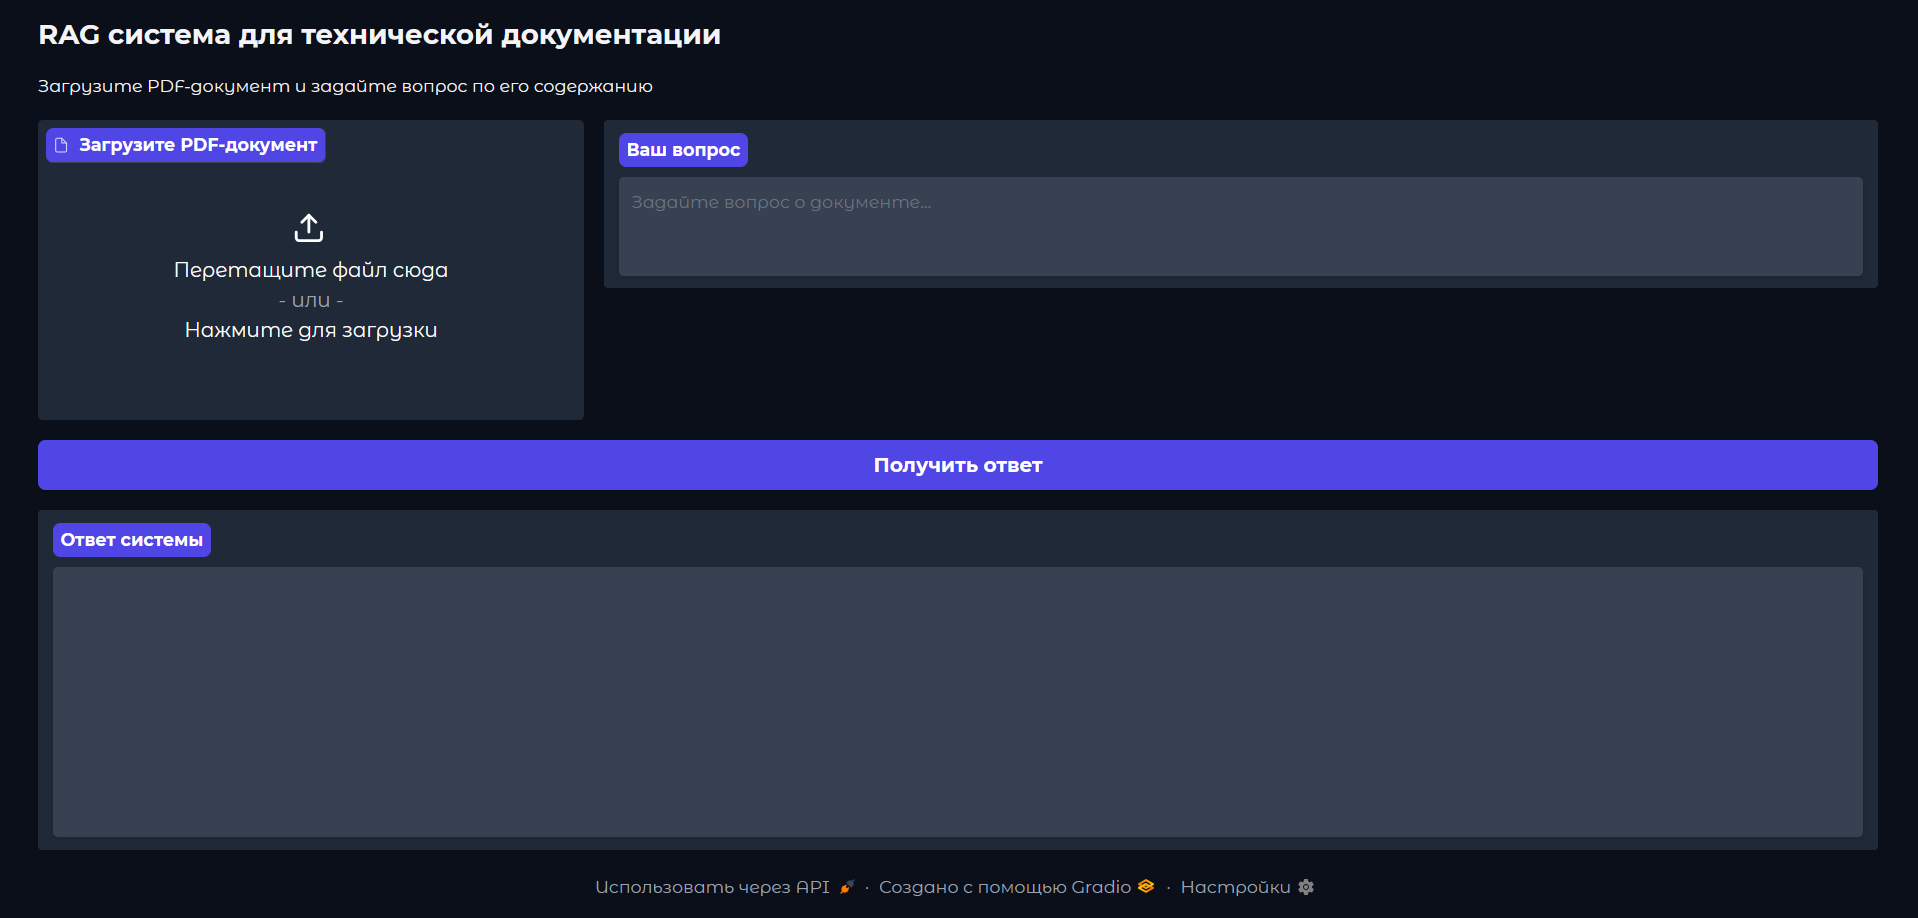 RAG система для технической документации
Загрузите PDF-документ и задайте вопрос по его содержанию
Загрузите PDF-документ
Перетащите файл сюда
- или -
Нажмите для загрузки
Ваш вопрос
Задайте вопрос о документе...
Получить ответ
Ответ системы
Использовать через API · Создано с помощью Gradio · Настройки